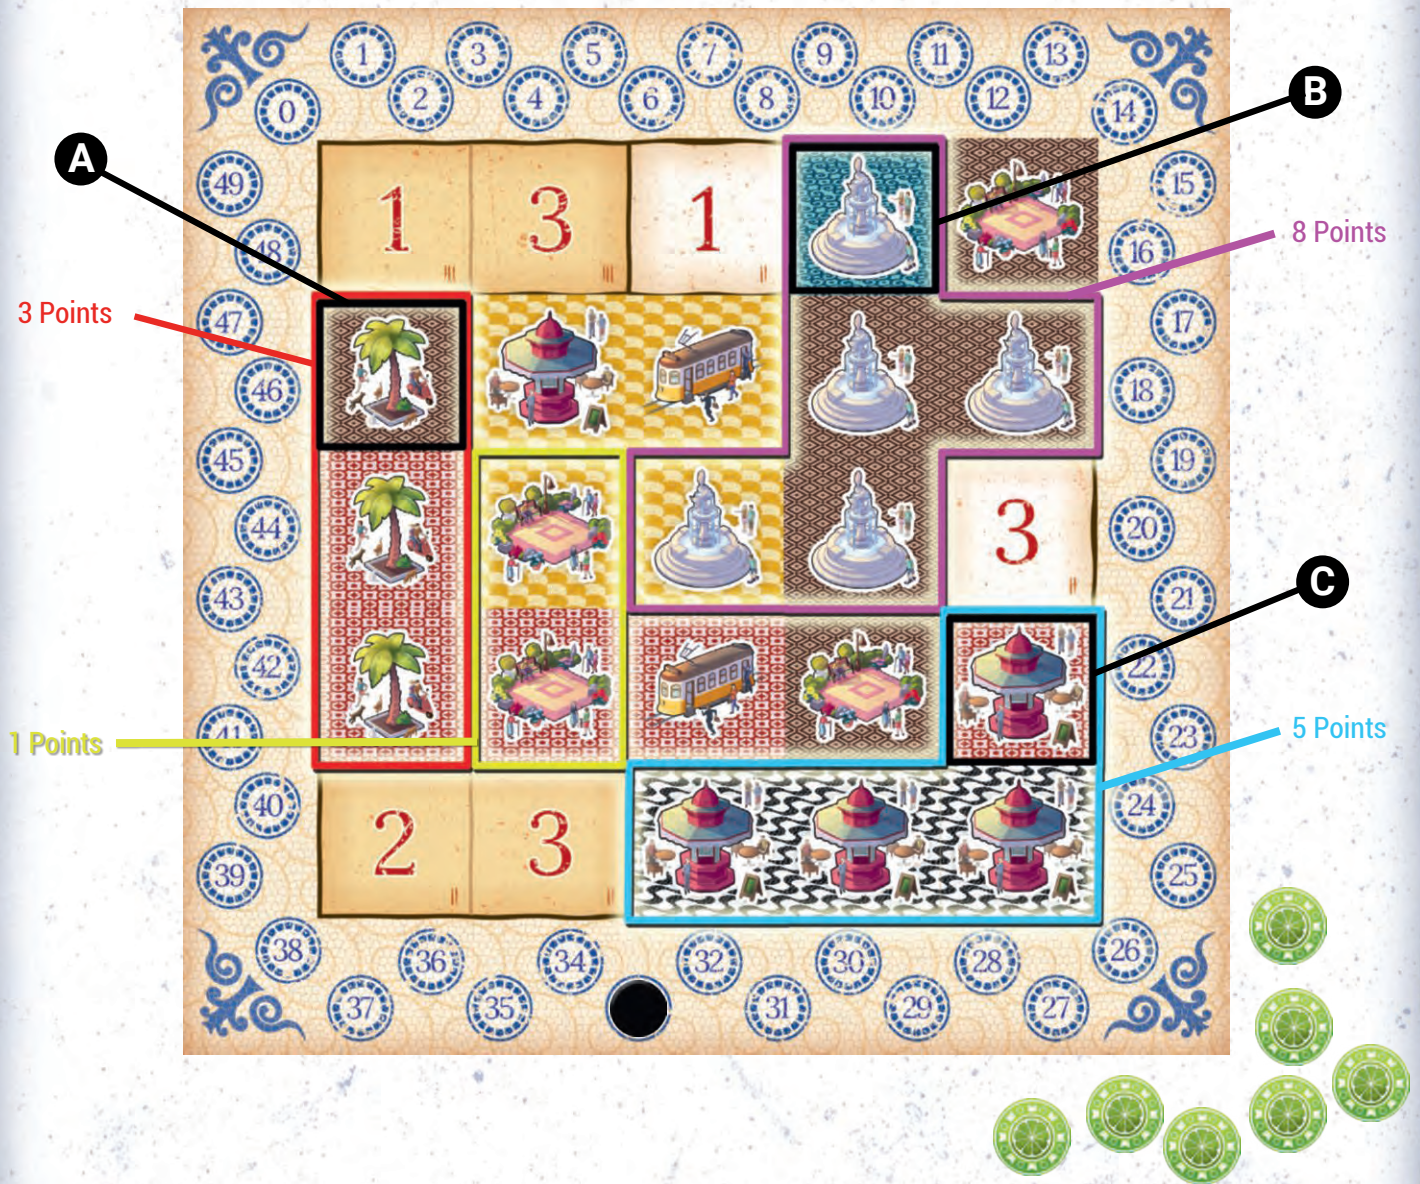 1 3 5 7 9 11 13
0 2 4 6 8 10 12 14
B
A
49 1 3 1 15
48 16
8 Points
3 Points
47 17
46 18
45 19
44 3 20
C
43 21
42 22
1 Points
41 23
5 Points
40 24
2 3
39 25
38 36 34 32 30 28 26
37 35 31 29 27